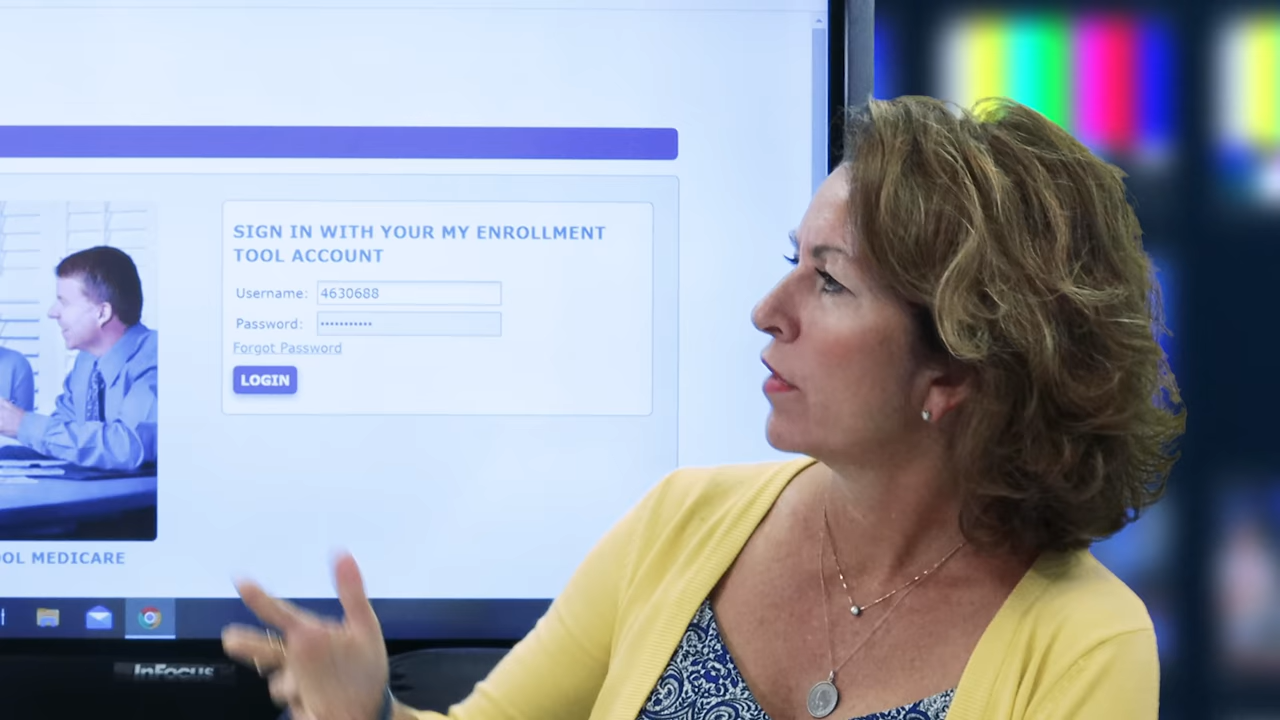 SIGN IN WITH YOUR MY ENROLLMENT
TOOL ACCOUNT
Username: 4630688
Password: •••••••••••
Forgot Password
LOGIN
OOL MEDICARE
InFocus